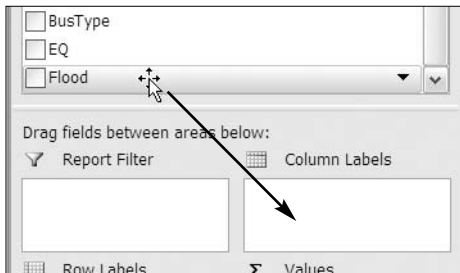 BusType
EQ
Flood
Drag fields between areas below:
Report Filter
Column Labels
Row Labels
Σ Values